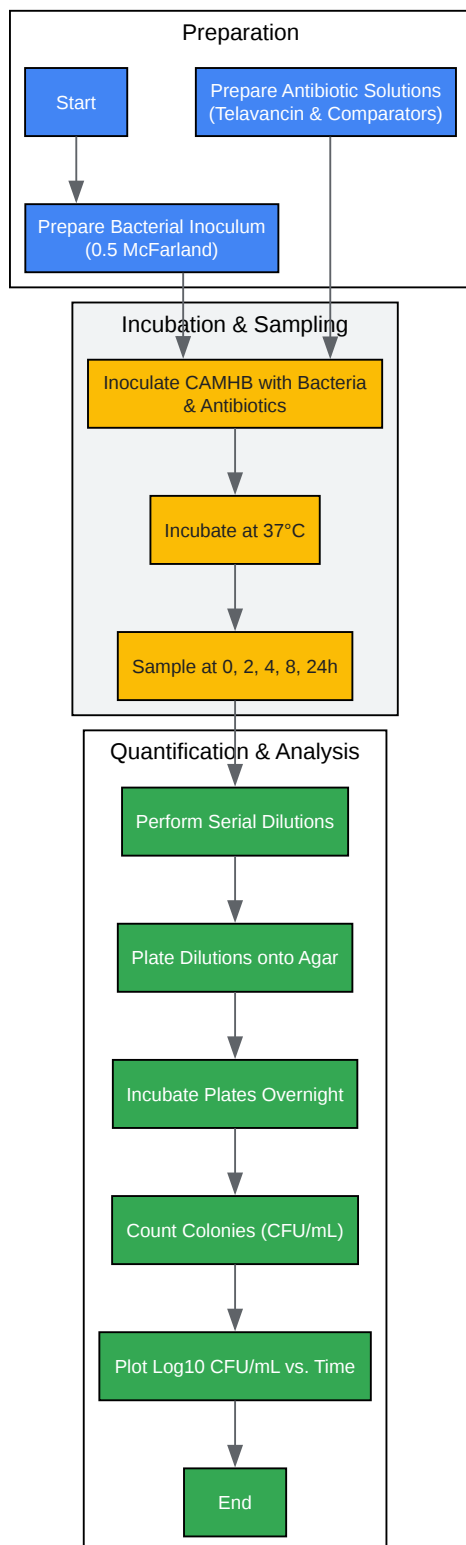 Preparation
Start
Prepare Antibiotic Solutions
(Telavancin & Comparators)
Prepare Bacterial Inoculum
(0.5 McFarland)
Incubation & Sampling
Inoculate CAMHB with Bacteria
& Antibiotics
Incubate at 37°C
Sample at 0, 2, 4, 8, 24h
Quantification & Analysis
Perform Serial Dilutions
Plate Dilutions onto Agar
Incubate Plates Overnight
Count Colonies (CFU/mL)
Plot Log10 CFU/mL vs. Time
End